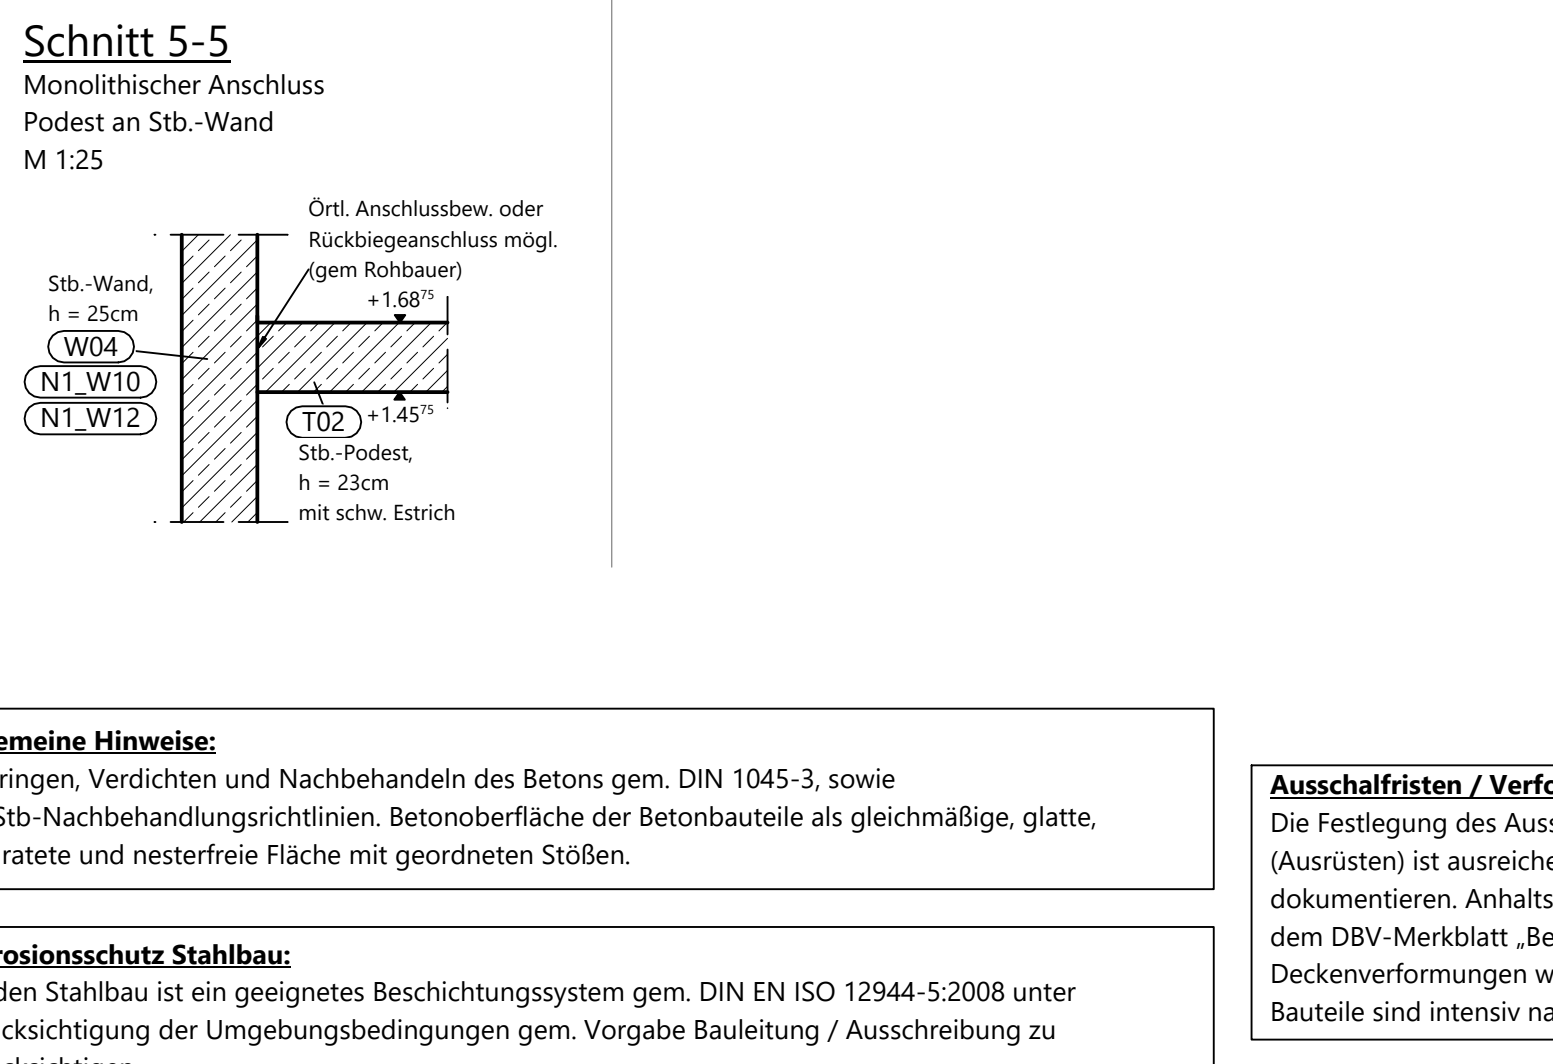 Schnitt 5-5
Monolithischer Anschluss
Podest an Stb.-Wand
M 1:25
Örtl. Anschlussbew. oder
Rückbiegeanschluss mögl.
(gem Rohbauer)
+1.68⁷⁵
Stb.-Wand,
h = 25cm
W04
N1_W10
N1_W12
T02
+1.45⁷⁵
Stb.-Podest,
h = 23cm
mit schw. Estrich
emeine Hinweise:
ringen, Verdichten und Nachbehandeln des Betons gem. DIN 1045-3, sowie
Stb-Nachbehandlungsrichtlinien. Betonoberfläche der Betonbauteile als gleichmäßige, glatte,
ratete und nesterfreie Fläche mit geordneten Stößen.
rosionsschutz Stahlbau:
den Stahlbau ist ein geeignetes Beschichtungssystem gem. DIN EN ISO 12944-5:2008 unter
cksichtigung der Umgebungsbedingungen gem. Vorgabe Bauleitung / Ausschreibung zu
Ausschalfristen / Verfo
Die Festlegung des Auss
(Ausrüsten) ist ausreiche
dokumentieren. Anhalts
dem DBV-Merkblatt „Be
Deckenverformungen w
Bauteile sind intensiv na